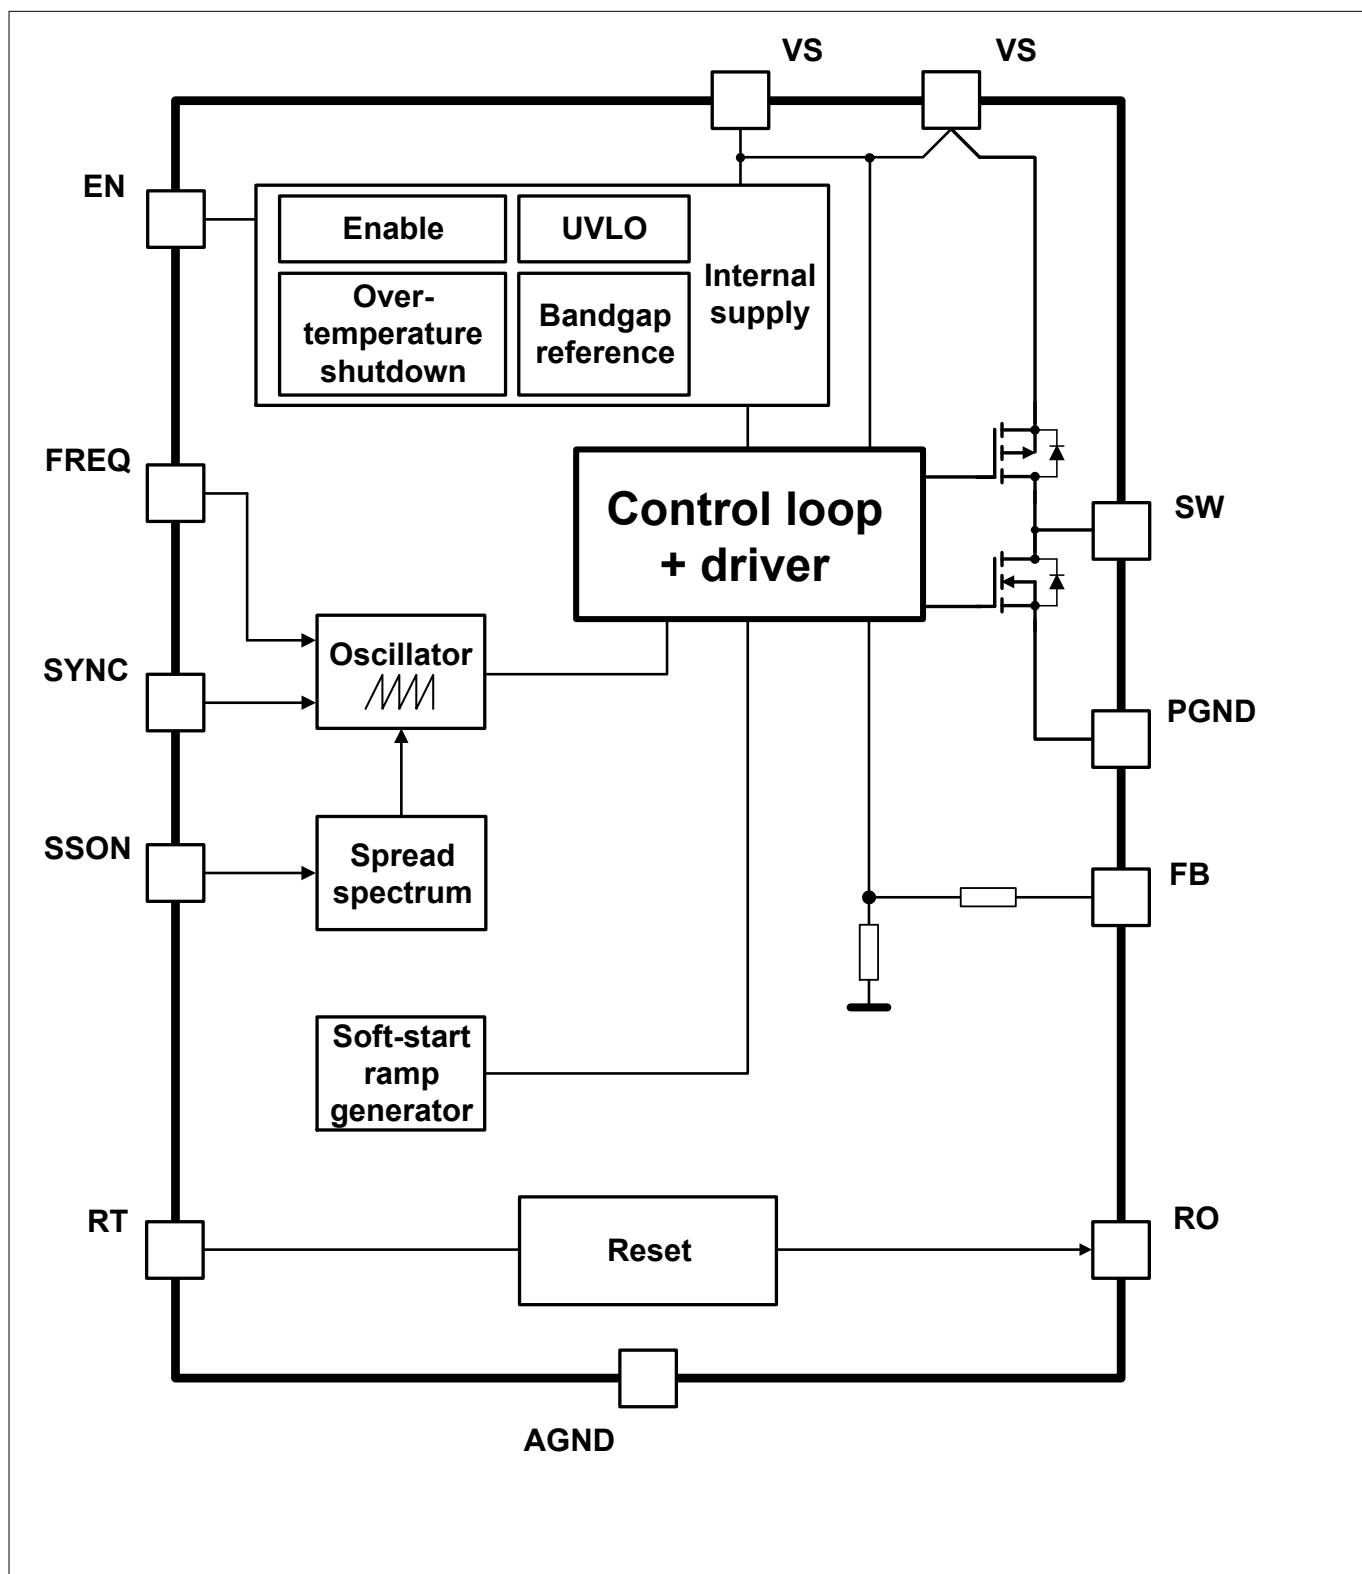 VS
VS
EN
Enable
UVLO
Over-
temperature
shutdown
Bandgap
reference
Internal
supply
FREQ
Control loop
+ driver
SW
Oscillator
SYNC
PGND
SSON
Spread
spectrum
FB
Soft-start
ramp
generator
RT
Reset
RO
AGND